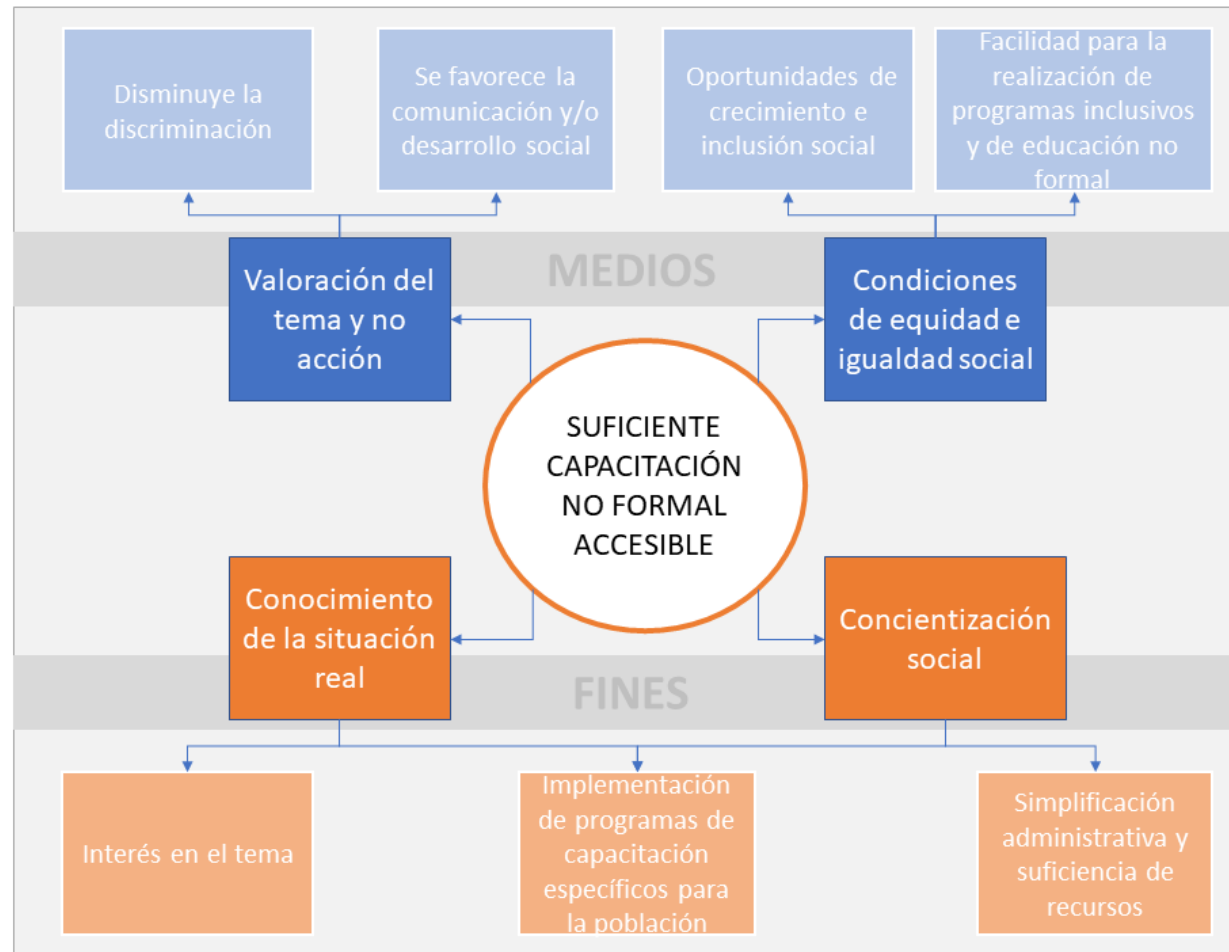 Disminuye la
discriminación
Se favorece la
comunicación y/o
desarrollo social
Oportunidades de
crecimiento e
inclusión social
Facilidad para la
realización de
programas inclusivos
y de educación no
formal
MEDIOS
Valoración del
tema y no
acción
Condiciones
de equidad e
igualdad social
SUFICIENTE
CAPACITACIÓN
NO FORMAL
ACCESIBLE
Conocimiento
de la situación
real
Concientización
social
FINES
Interés en el tema
Implementación
de programas de
capacitación
específicos para
la población
Simplificación
administrativa y
suficiencia de
recursos